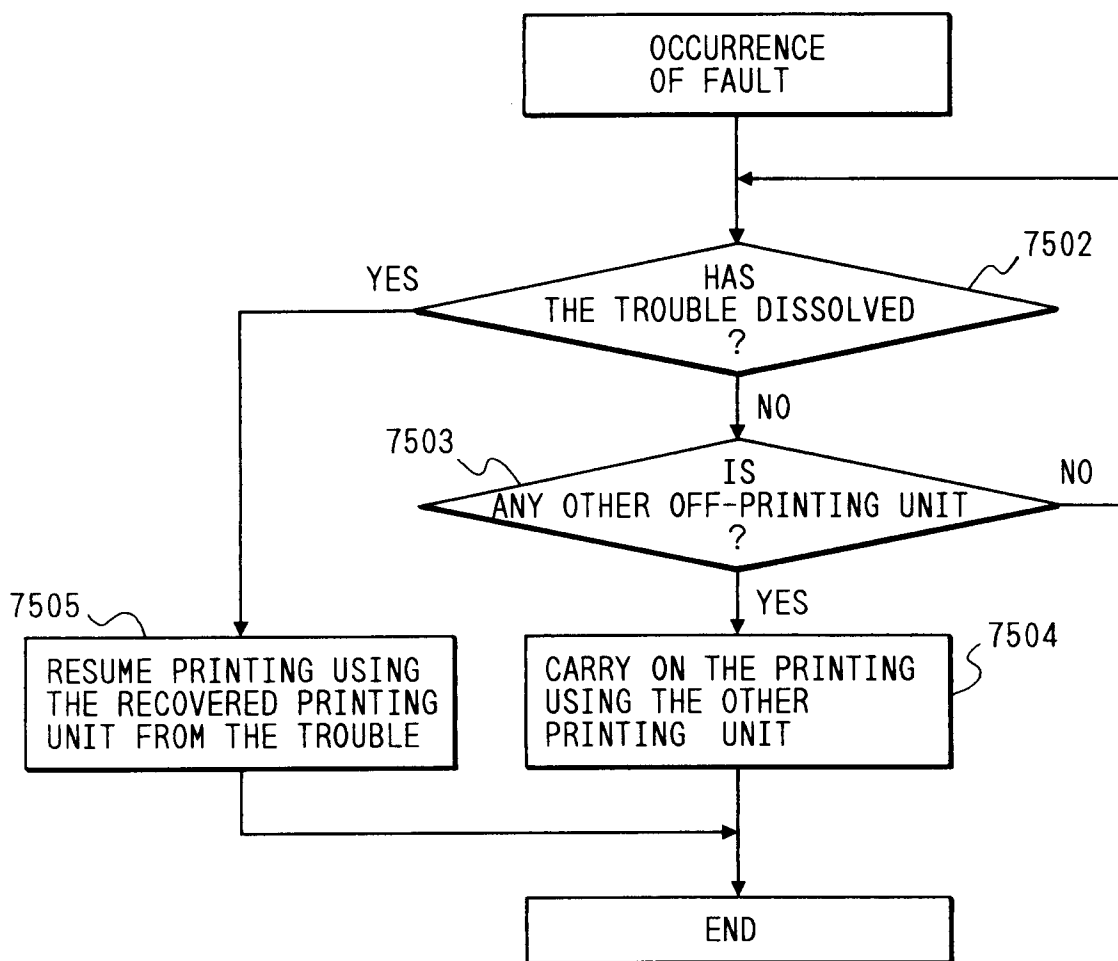 OCCURRENCE
OF FAULT
7502
YES
HAS
THE TROUBLE DISSOLVED
?
NO
7503
IS
ANY OTHER OFF-PRINTING UNIT
?
NO
YES
7505
RESUME PRINTING USING
THE RECOVERED PRINTING
UNIT FROM THE TROUBLE
7504
CARRY ON THE PRINTING
USING THE OTHER
PRINTING UNIT
END